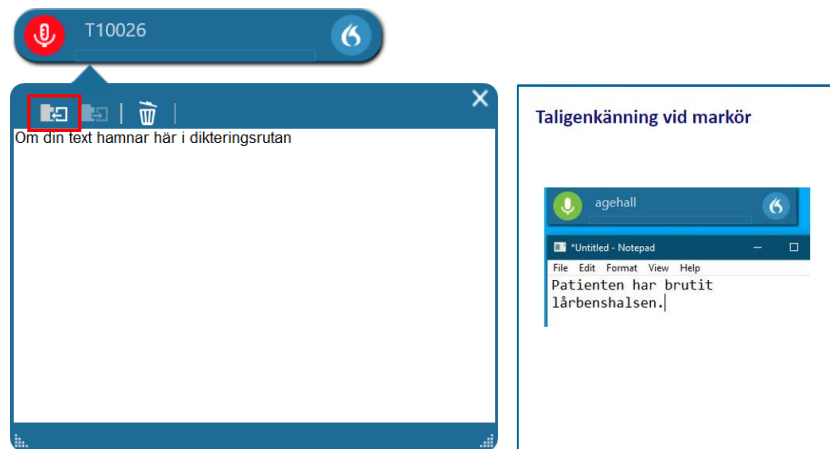 T10026
Om din text hamnar här i dikteringsrutan
Taligenkänning vid markör
agehall
*Untitled - Notepad
File Edit Format View Help
Patienten har brutit
lårbenshalsen.